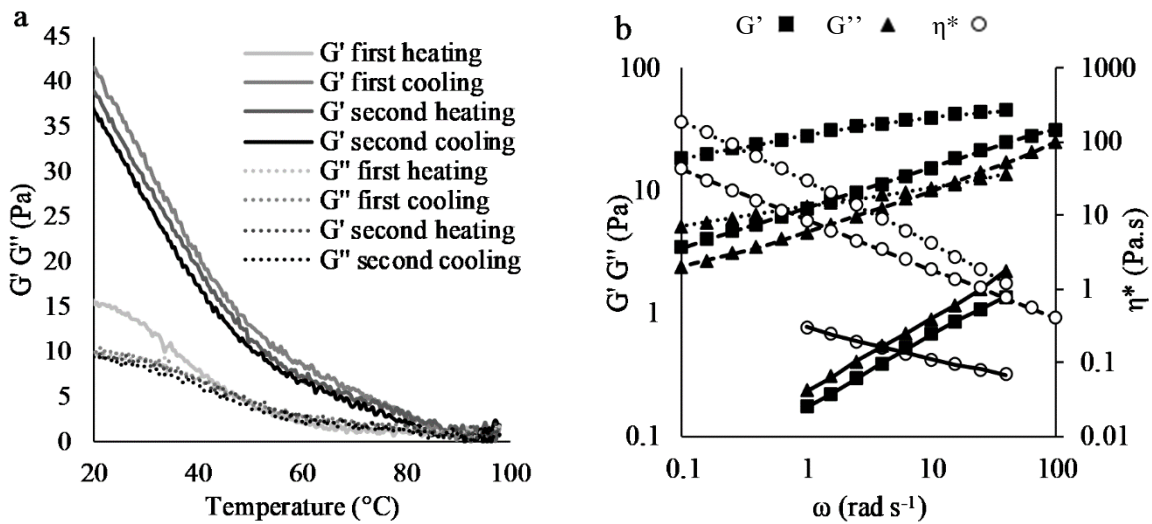 a
45
40
35
30
25
20
15
10
5
0
G' G'' (Pa)
20 40 60 80 100
Temperature (°C)
G' first heating
G' first cooling
G' second heating
G' second cooling
G'' first heating
G'' first cooling
G' second heating
G'' second cooling
b
G’ G’’ η*
100
10
1
0.1
G' G'' (Pa)
1000
100
10
1
0.1
0.01
η* (Pa.s)
0.1 1 10 100
ω (rad s⁻¹)